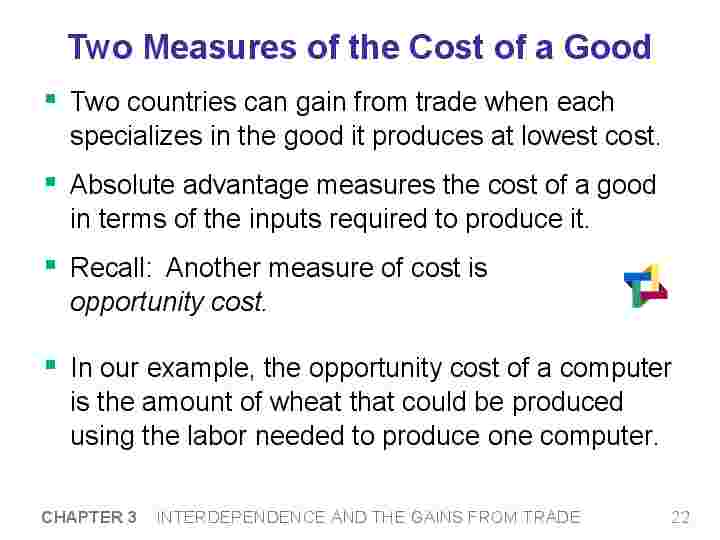 Two Measures of the Cost of a Good
▪ Two countries can gain from trade when each
specializes in the good it produces at lowest cost.
▪ Absolute advantage measures the cost of a good
in terms of the inputs required to produce it.
▪ Recall:  Another measure of cost is
opportunity cost.
▪ In our example, the opportunity cost of a computer
is the amount of wheat that could be produced
using the labor needed to produce one computer.
CHAPTER 3 INTERDEPENDENCE AND THE GAINS FROM TRADE 22